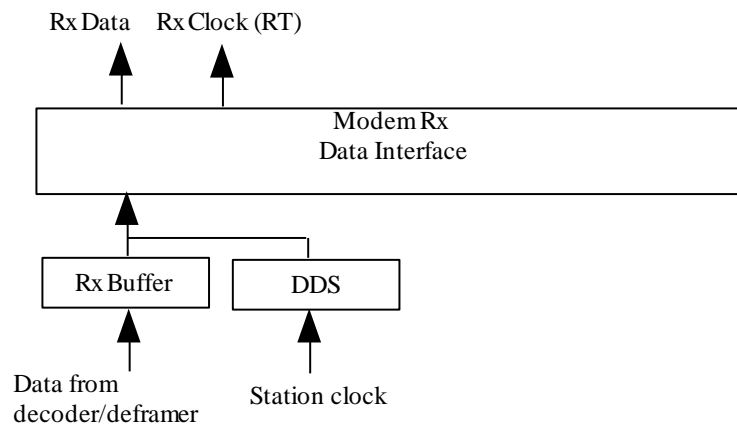 Rx Data
Rx Clock (RT)
Modem Rx
Data Interface
Rx Buffer
DDS
Data from
decoder/deframer
Station clock